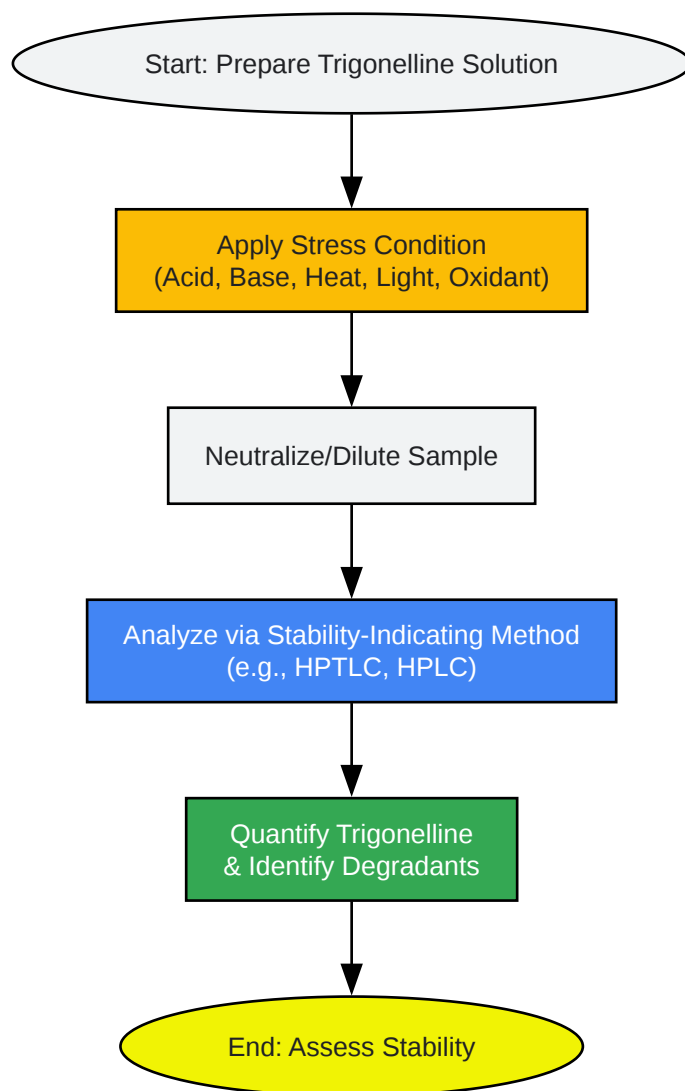 Start: Prepare Trigonelline Solution
Apply Stress Condition
(Acid, Base, Heat, Light, Oxidant)
Neutralize/Dilute Sample
Analyze via Stability-Indicating Method
(e.g., HPTLC, HPLC)
Quantify Trigonelline
& Identify Degradants
End: Assess Stability